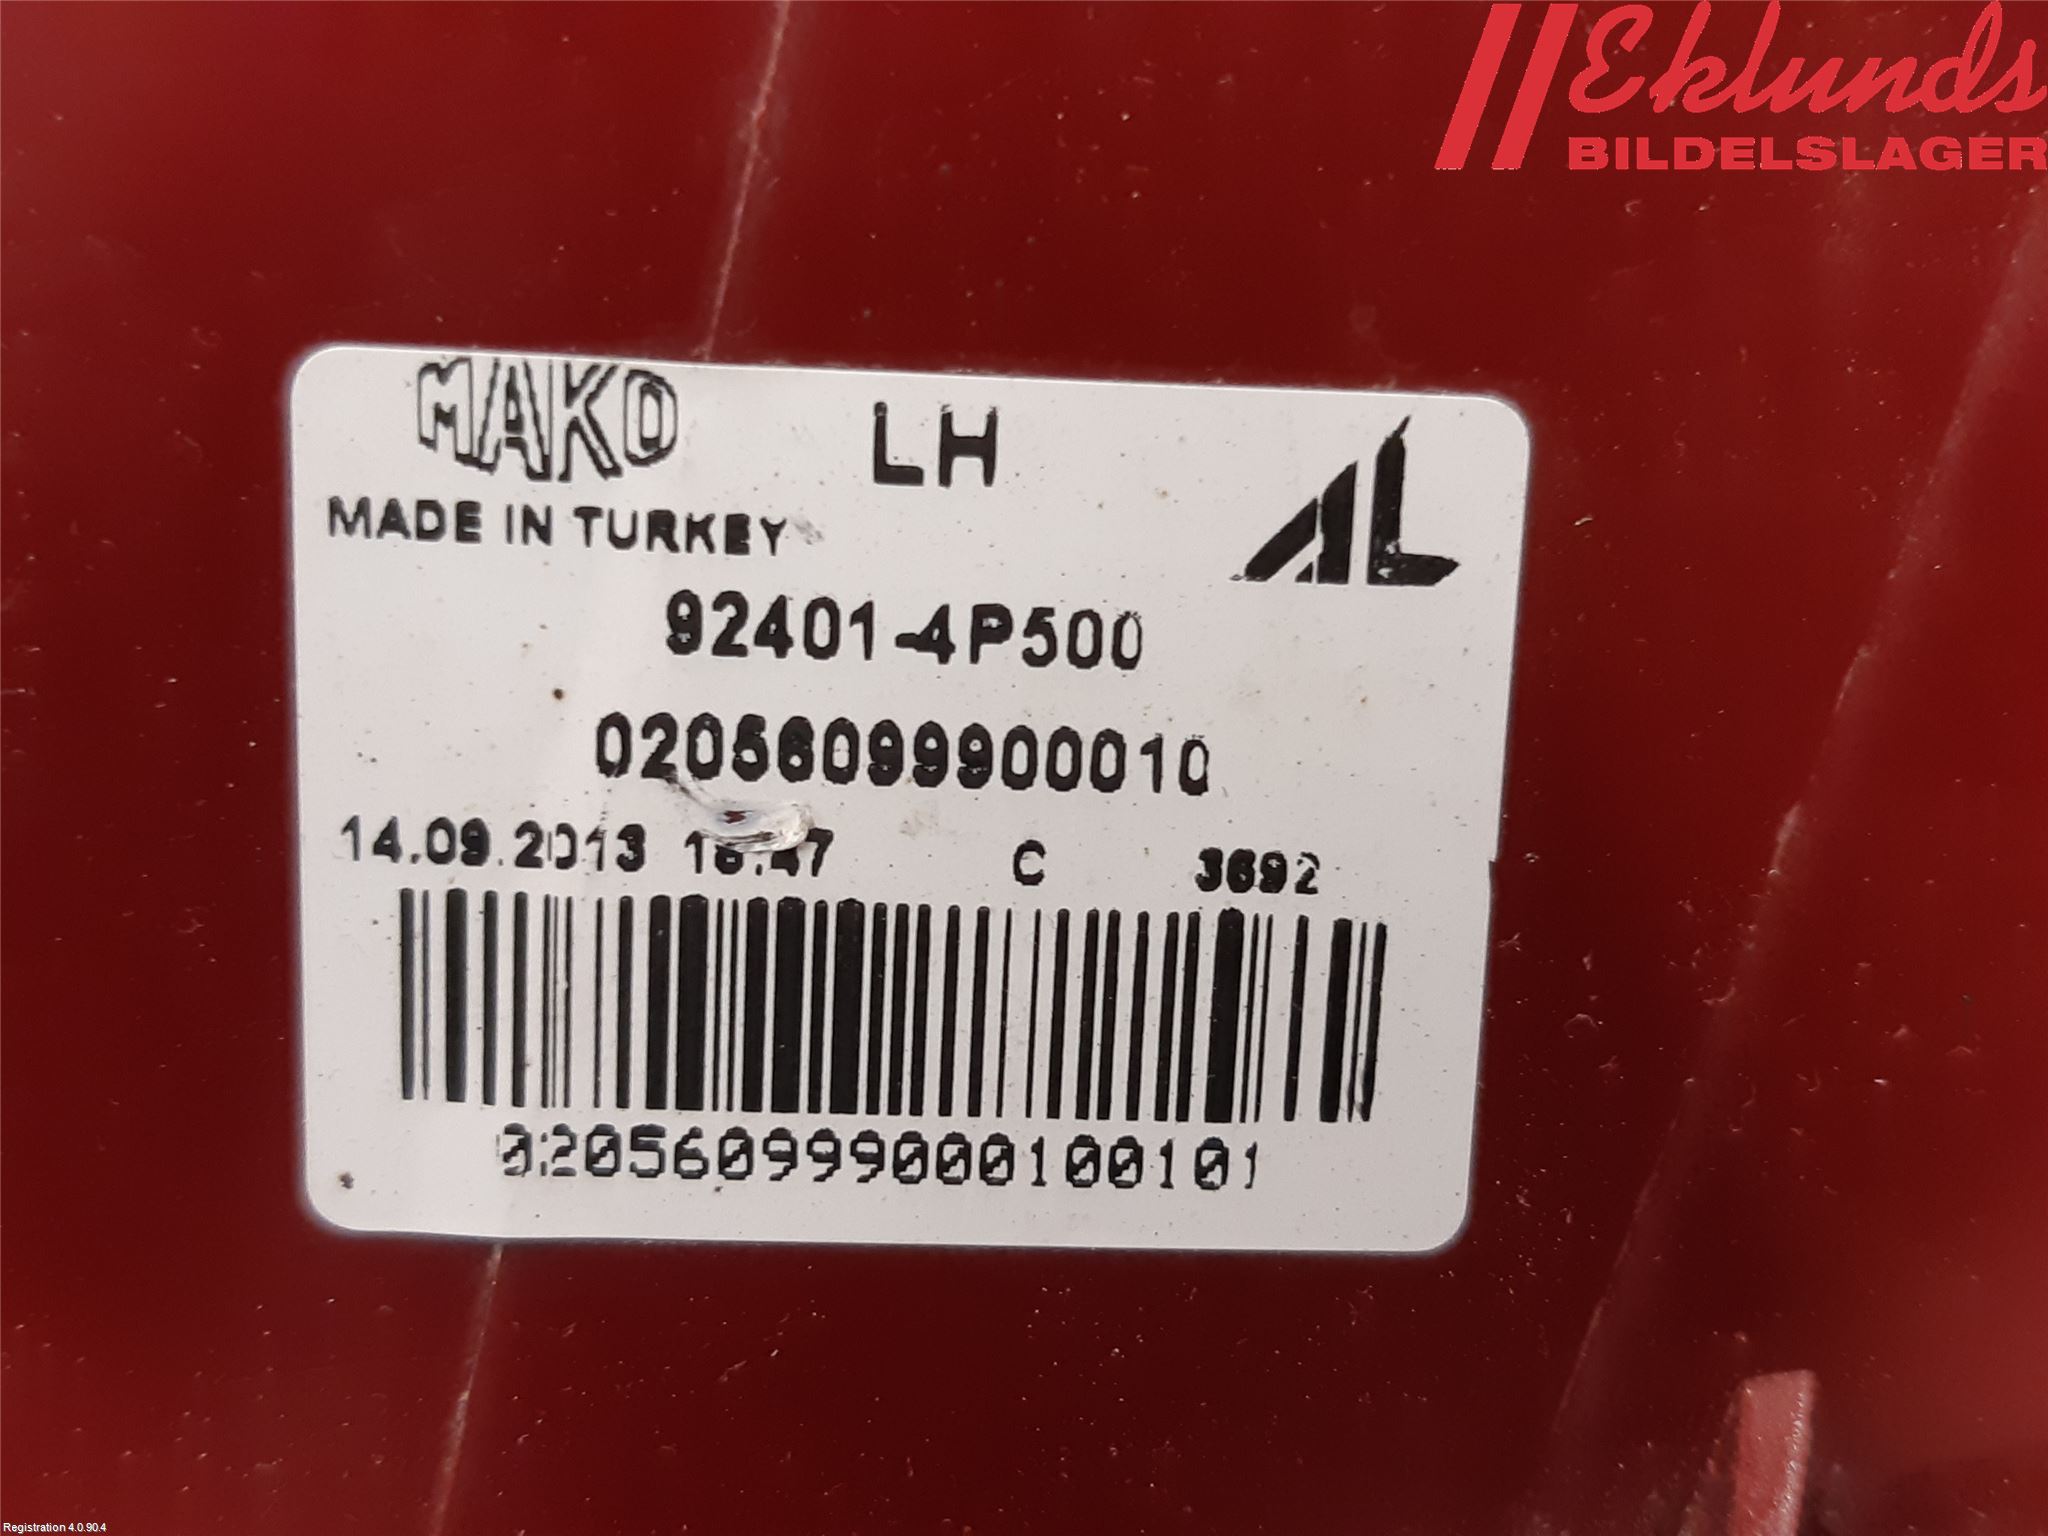 Eklunds
BILDELSLAGER
MAKO LH AL
MADE IN TURKEY
92401-4P500
02056099900010
14.09.2013 C 3692
020560999000100101
Registration 4.0.90.4